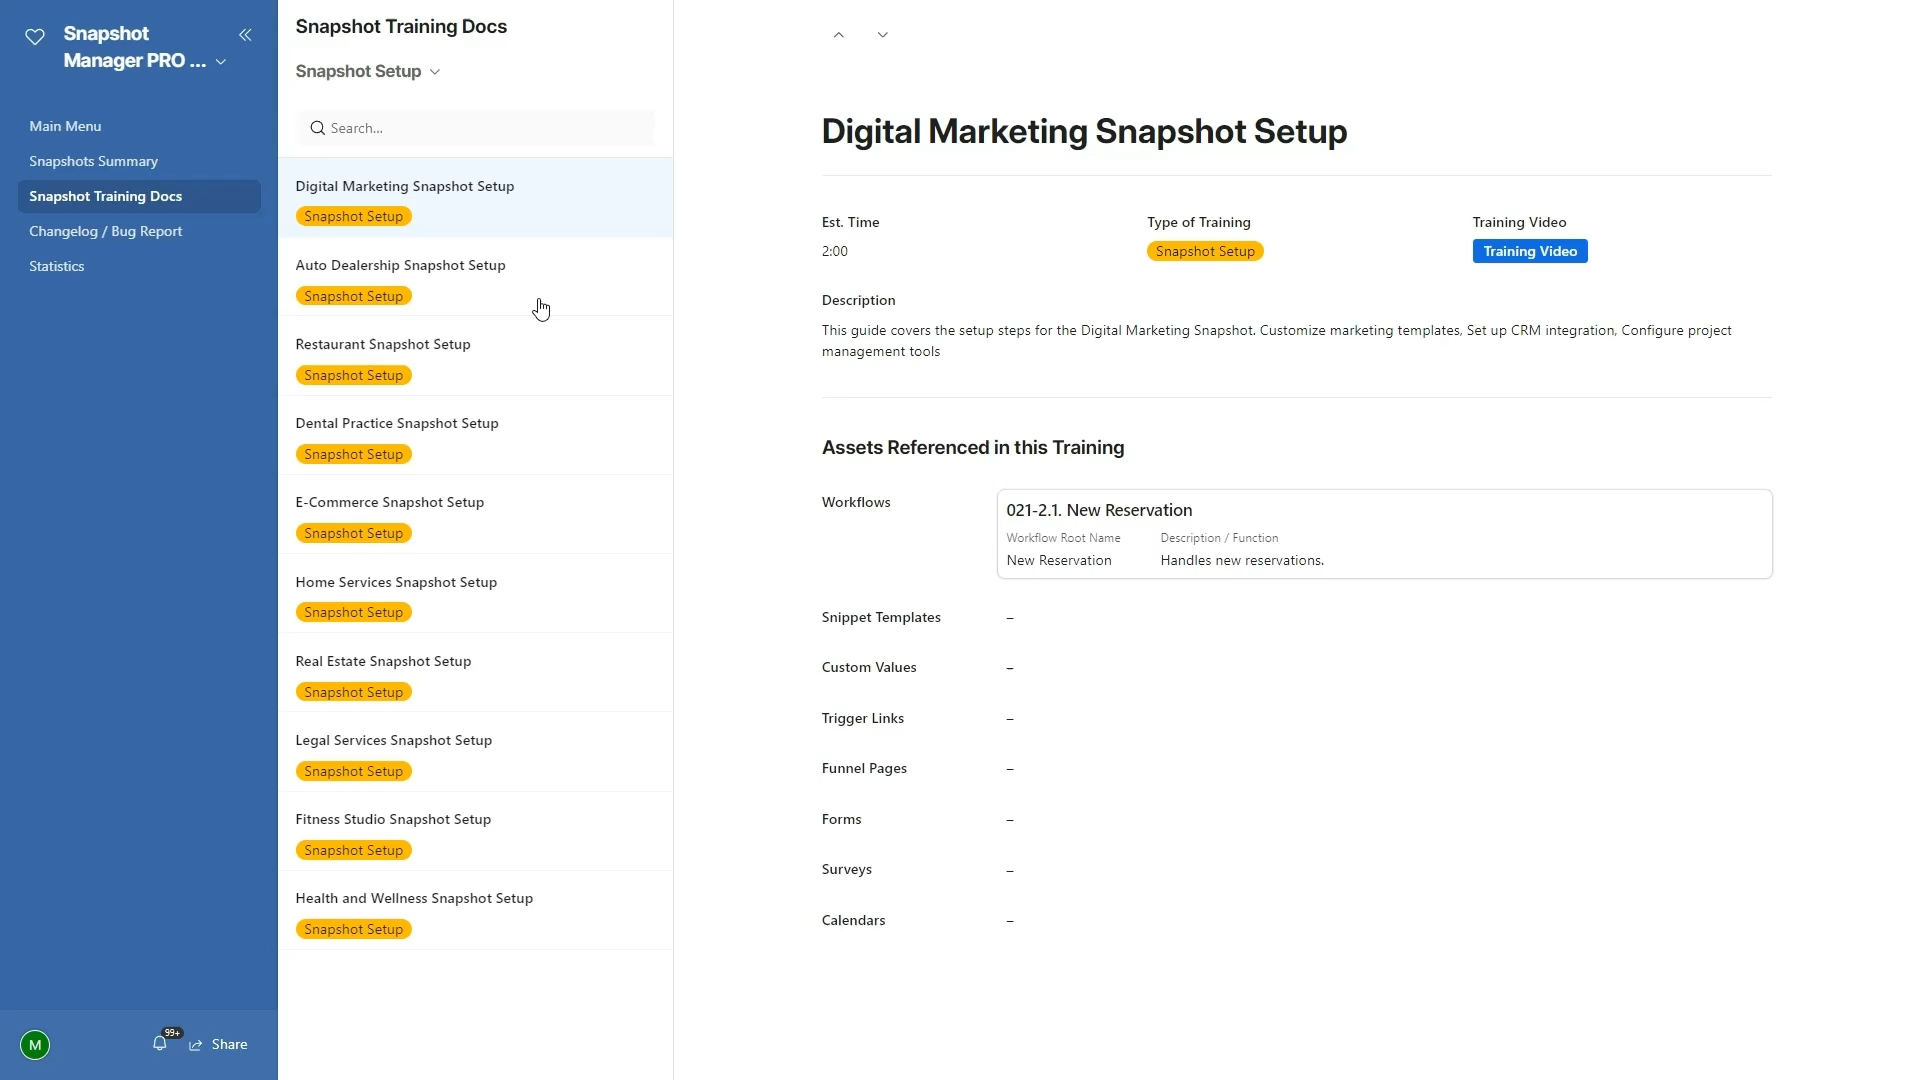 Snapshot
Manager PRO ...
Main Menu
Snapshots Summary
Snapshot Training Docs
Changelog / Bug Report
Statistics
M
99+
Share
Snapshot Training Docs
Snapshot Setup
Search...
Digital Marketing Snapshot Setup
Snapshot Setup
Auto Dealership Snapshot Setup
Snapshot Setup
Restaurant Snapshot Setup
Snapshot Setup
Dental Practice Snapshot Setup
Snapshot Setup
E-Commerce Snapshot Setup
Snapshot Setup
Home Services Snapshot Setup
Snapshot Setup
Real Estate Snapshot Setup
Snapshot Setup
Legal Services Snapshot Setup
Snapshot Setup
Fitness Studio Snapshot Setup
Snapshot Setup
Health and Wellness Snapshot Setup
Snapshot Setup
Digital Marketing Snapshot Setup
Est. Time
2:00
Type of Training
Snapshot Setup
Training Video
Training Video
Description
This guide covers the setup steps for the Digital Marketing Snapshot. Customize marketing templates, Set up CRM integration, Configure project
management tools
Assets Referenced in this Training
Workflows
021-2.1. New Reservation
Workflow Root Name Description / Function
New Reservation Handles new reservations.
Snippet Templates –
Custom Values –
Trigger Links –
Funnel Pages –
Forms –
Surveys –
Calendars –